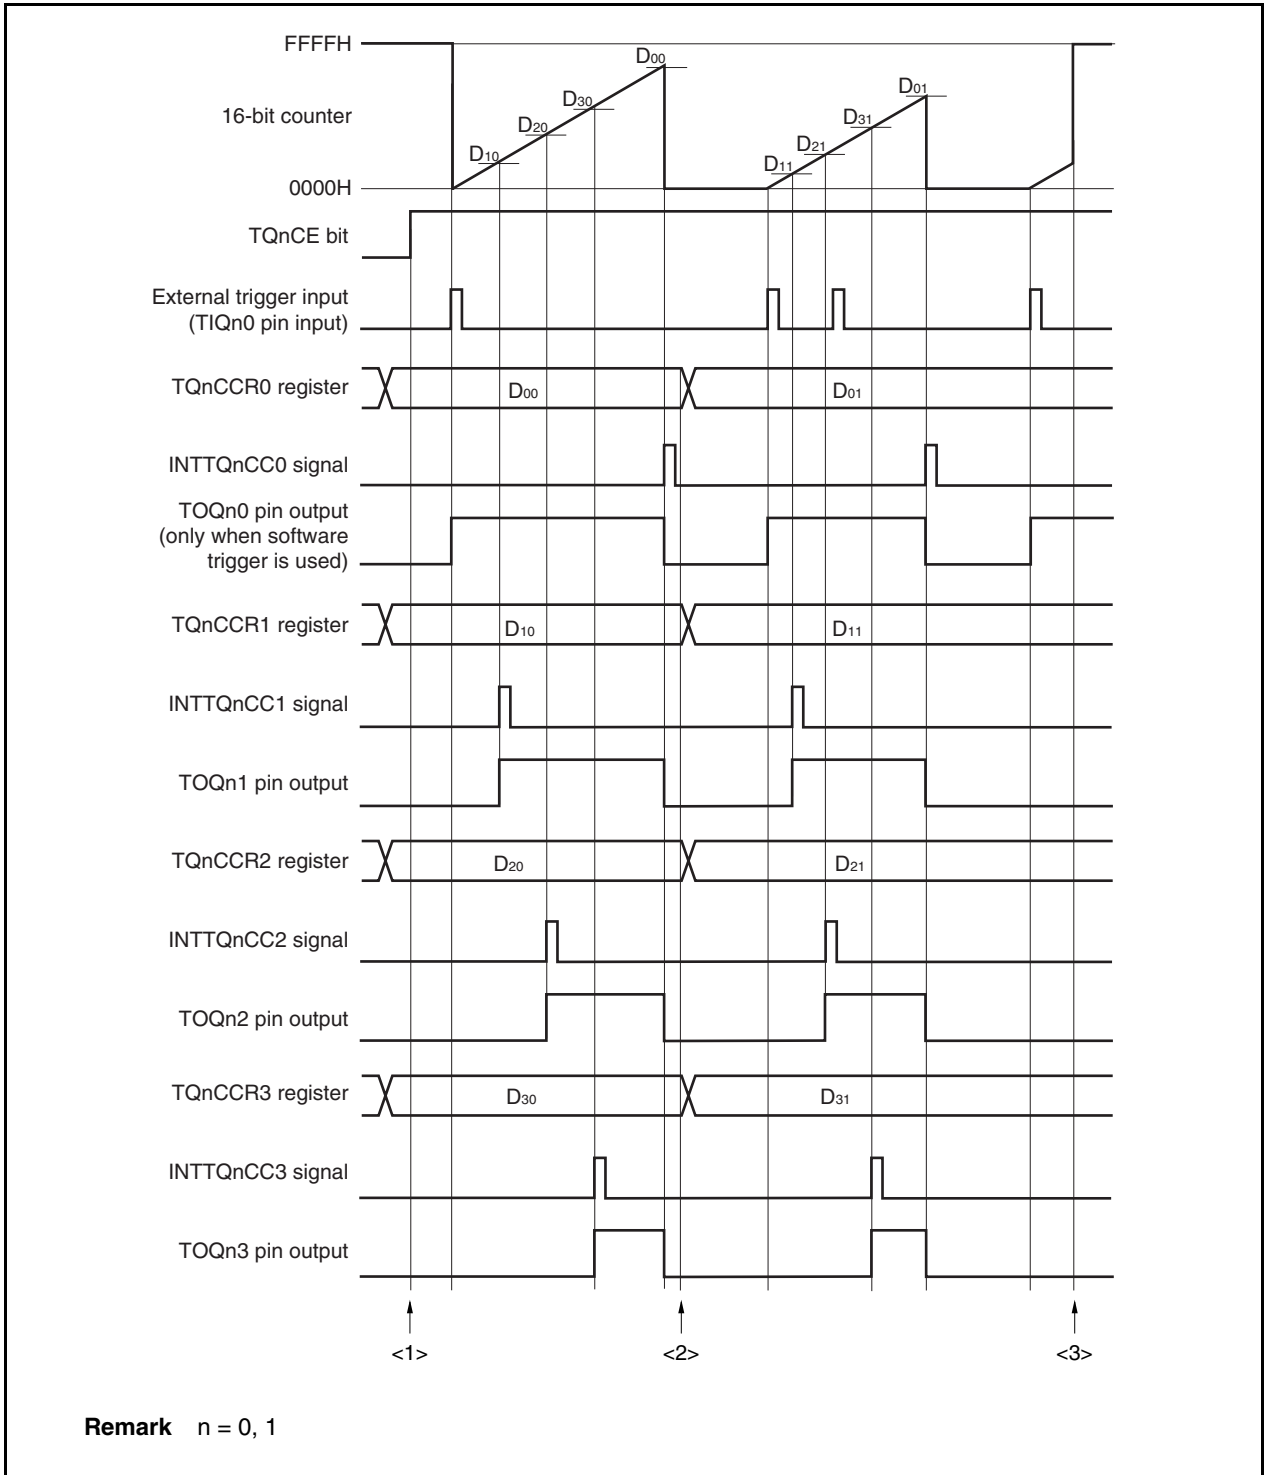 FFFFH
16-bit counter
0000H
D00
D30
D20
D10
D01
D31
D21
D11
TQnCE bit
External trigger input
(TIQn0 pin input)
TQnCCR0 register
D00
D01
INTTQnCC0 signal
TOQn0 pin output
(only when software
trigger is used)
TQnCCR1 register
D10
D11
INTTQnCC1 signal
TOQn1 pin output
TQnCCR2 register
D20
D21
INTTQnCC2 signal
TOQn2 pin output
TQnCCR3 register
D30
D31
INTTQnCC3 signal
TOQn3 pin output
<1>
<2>
<3>
Remark n = 0, 1